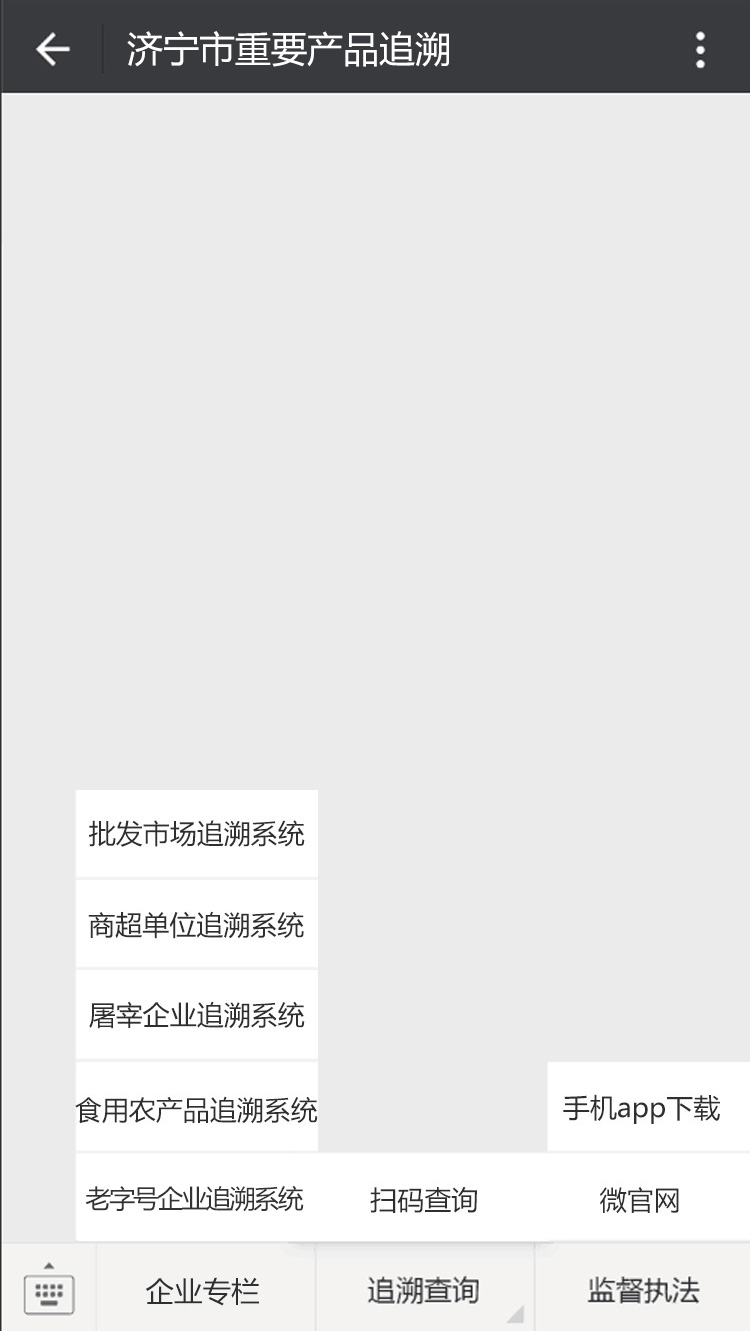 济宁市重要产品追溯
批发市场追溯系统
商超单位追溯系统
屠宰企业追溯系统
食用农产品追溯系统
手机app下载
老字号企业追溯系统
扫码查询
微官网
企业专栏
追溯查询
监督执法